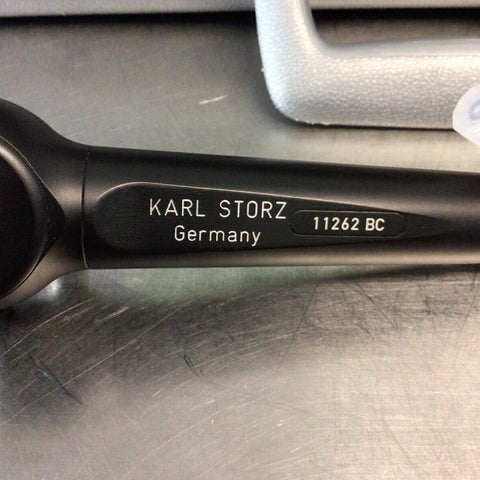 KARL STORZ
Germany
11262 BC